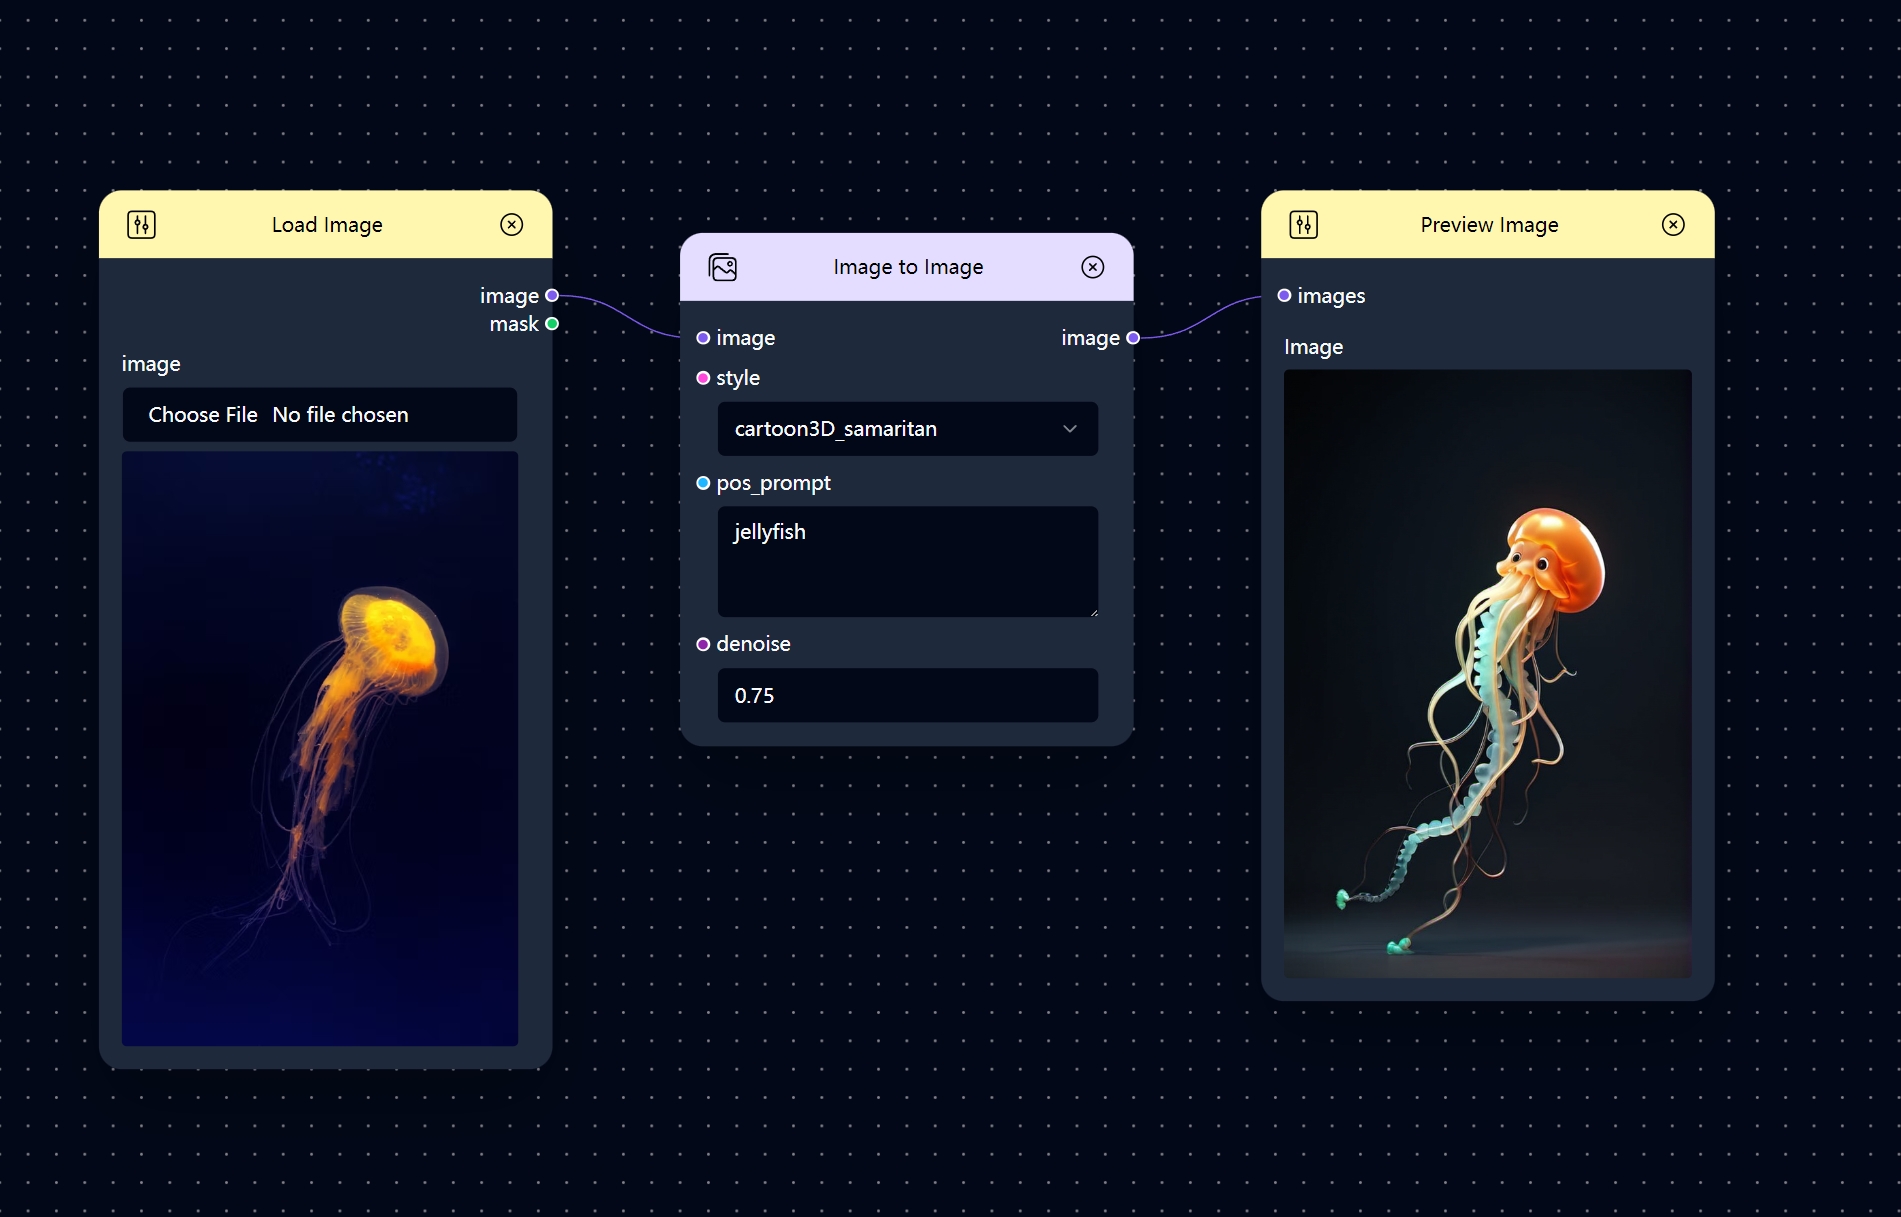 Load Image
image
mask
image
Choose File No file chosen
Image to Image
image
image
style
cartoon3D_samaritan
pos_prompt
jellyfish
denoise
0.75
Preview Image
images
Image